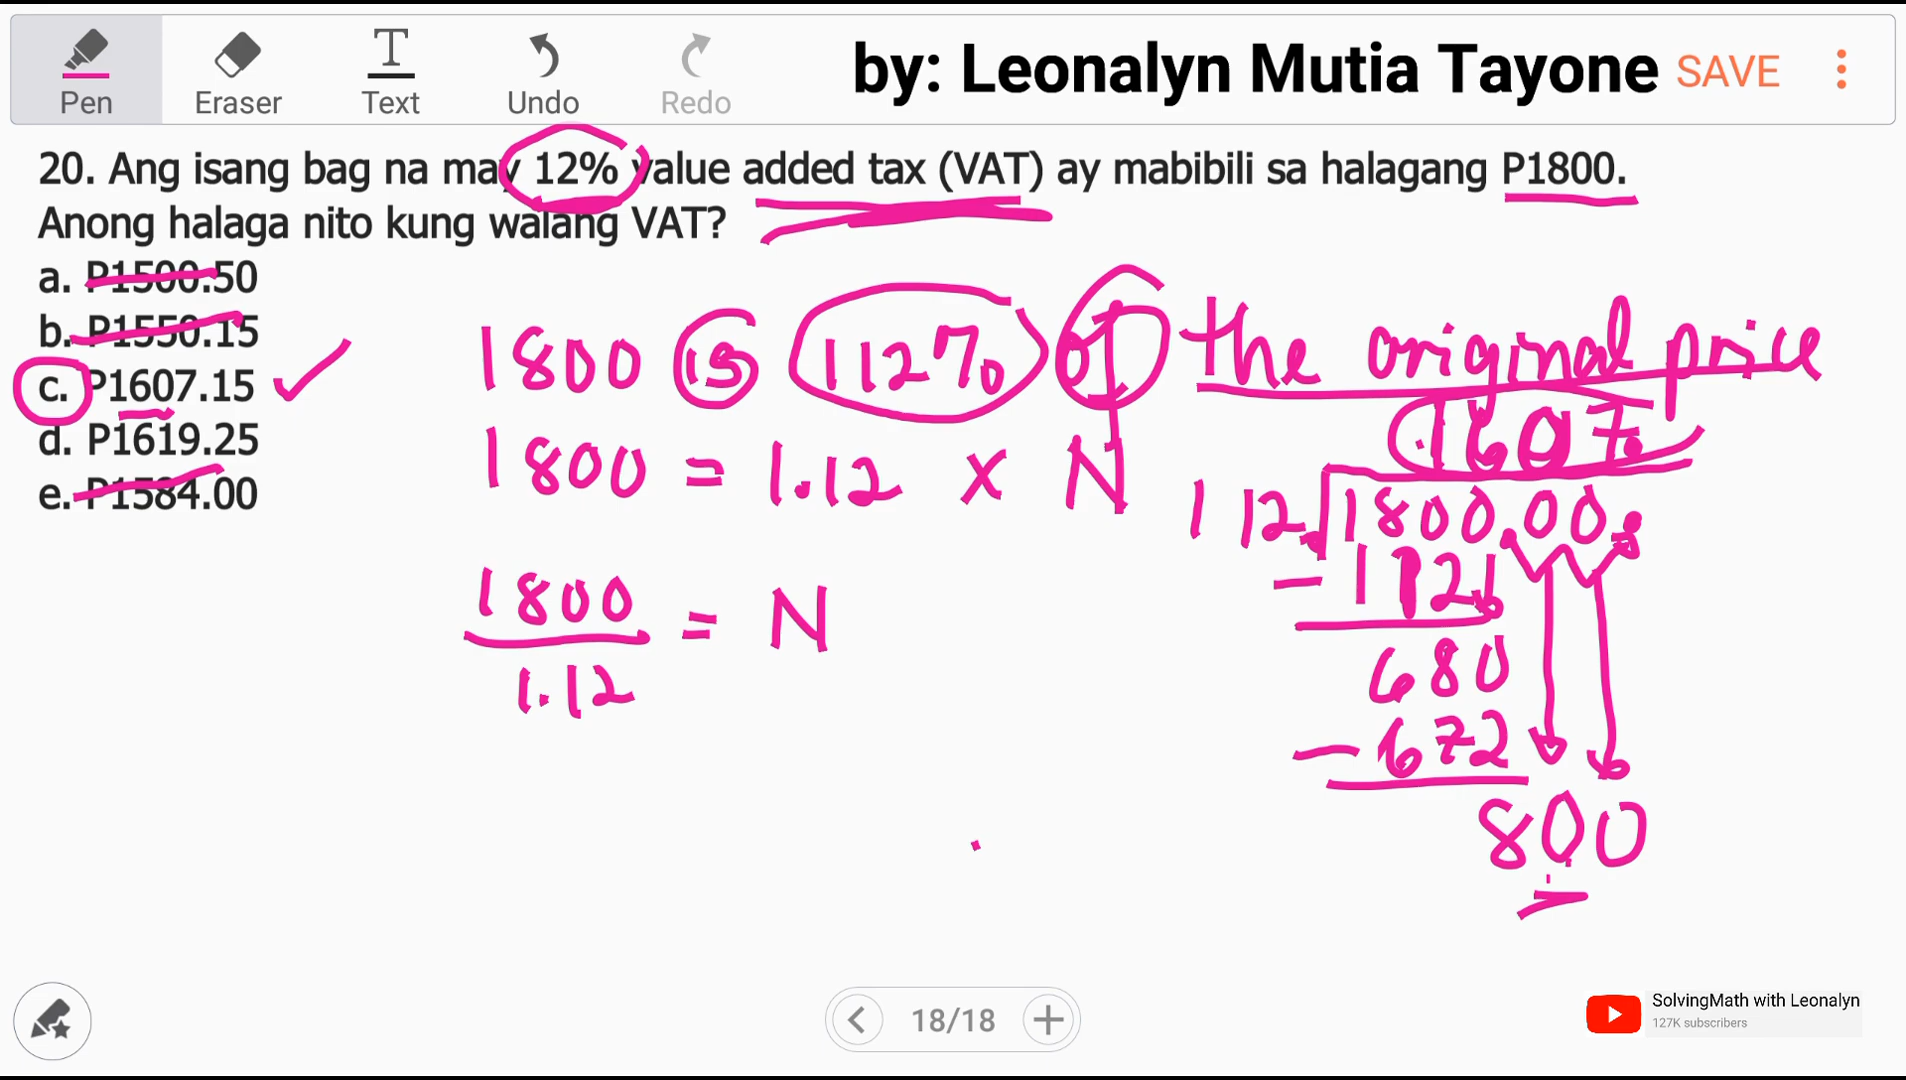 Pen Eraser Text Undo Redo by: Leonalyn Mutia Tayone SAVE
20. Ang isang bag na may 12% value added tax (VAT) ay mabibili sa halagang P1800.
Anong halaga nito kung walang VAT?
a. P1500.50
b. P1550.15
c. P1607.15
d. P1619.25
e. P1584.00
1800 is 112% of the original price
1800 = 1.12 x N
1800
1.12
= N
1607.
112. 1800.00.
- 112
680
- 672
800
18/18
SolvingMath with Leonalyn
127K subscribers